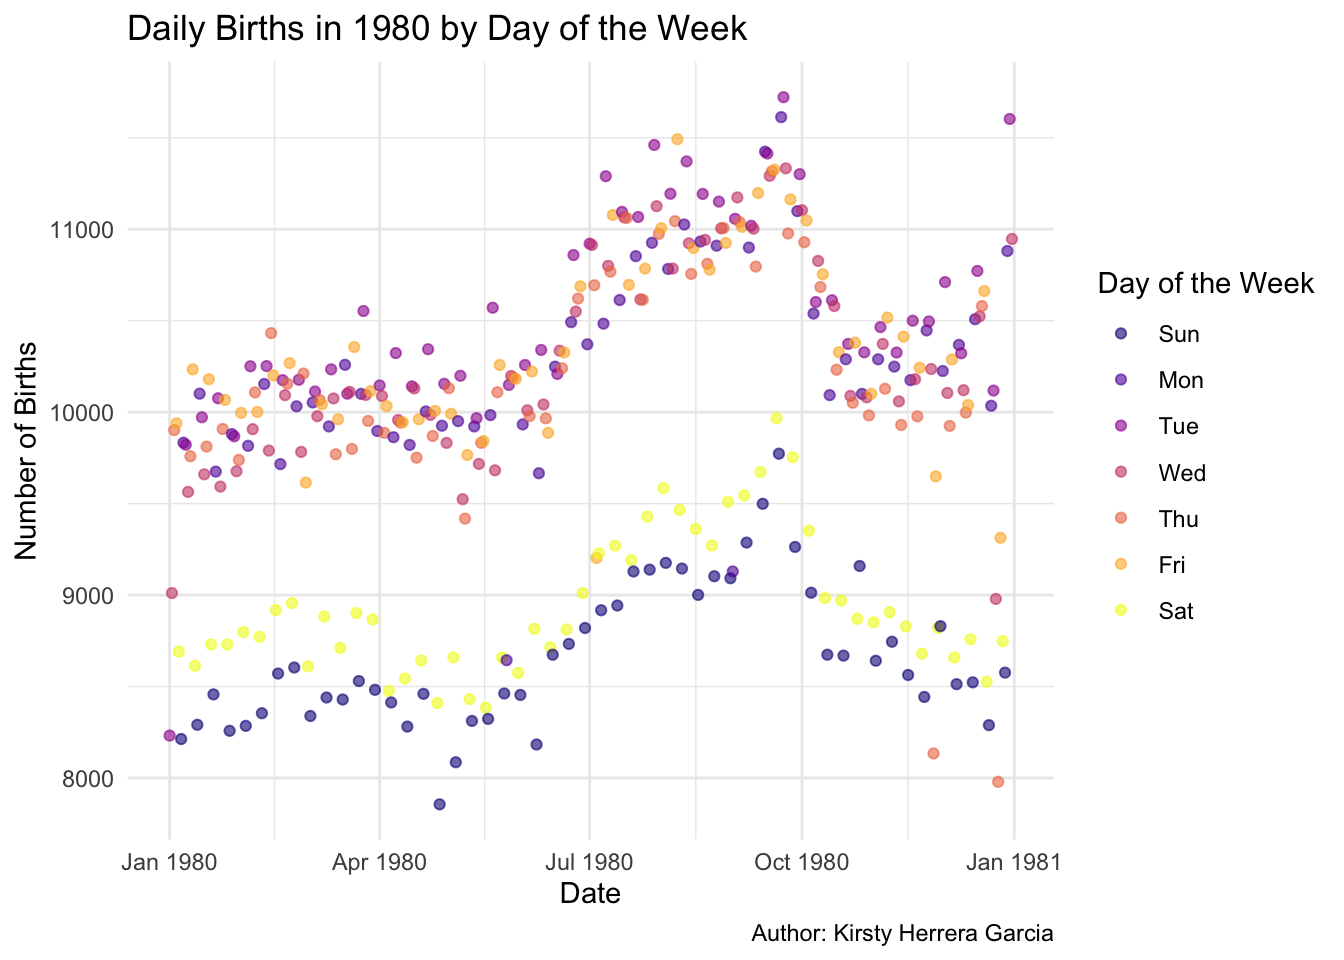 Daily Births in 1980 by Day of the Week
Number of Births
11000
10000
9000
8000
Jan 1980 Apr 1980 Jul 1980 Oct 1980 Jan 1981
Date
Day of the Week
Sun
Mon
Tue
Wed
Thu
Fri
Sat
Author: Kirsty Herrera Garcia